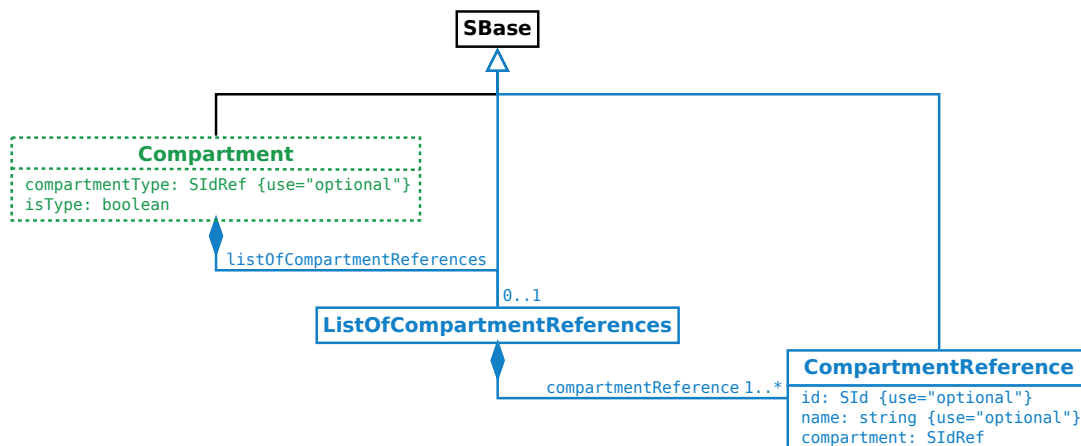 SBase
Compartment
compartmentType: SIdRef {use="optional"}
isType: boolean
listOfCompartmentReferences
0..1
ListOfCompartmentReferences
compartmentReference 1..*
CompartmentReference
id: SId {use="optional"}
name: string {use="optional"}
compartment: SIdRef